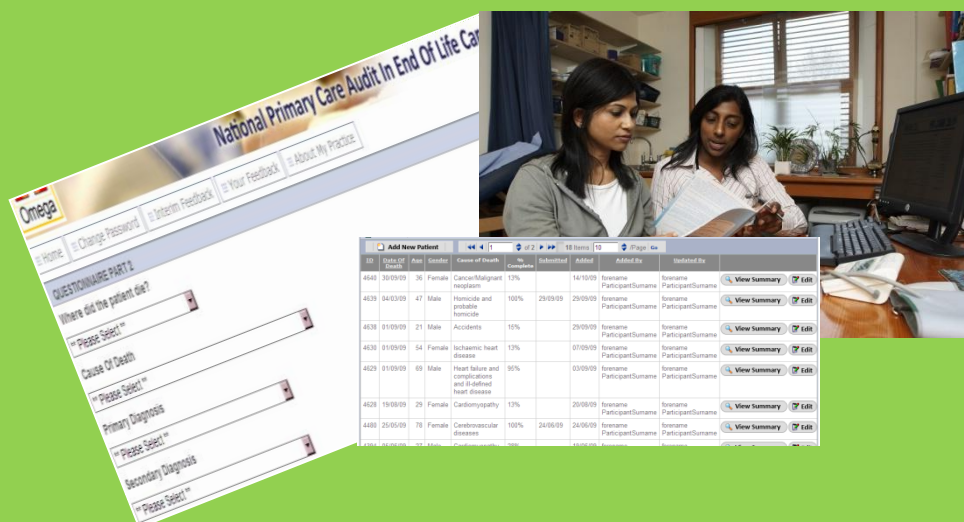 National Primary Care Audit In End Of Life Car
Omega
Home
Change Password
Interim Feedback
Your Feedback
About My Practice
QUESTIONNAIRE PART 2
Where did the patient die?
** Please Select **
Cause Of Death
** Please Select **
Primary Diagnosis
** Please Select **
Secondary Diagnosis
** Please Select **
Add New Patient 1 of 2 18 Items 10 /Page Go
ID Date Of Death Age Gender Cause of Death % Complete Submitted Added Added By Updated By
4640 30/09/09 36 Female Cancer/Malignant neoplasm 13% 14/10/09 forename ParticipantSurname forename ParticipantSurname View Summary Edit
4639 04/03/09 47 Male Homicide and probable homicide 100% 29/09/09 29/09/09 forename ParticipantSurname forename ParticipantSurname View Summary Edit
4638 01/09/09 21 Male Accidents 15% 29/09/09 forename ParticipantSurname forename ParticipantSurname View Summary Edit
4630 01/09/09 54 Female Ischaemic heart disease 13% 07/09/09 forename ParticipantSurname forename ParticipantSurname View Summary Edit
4629 01/09/09 69 Male Heart failure and complications and ill-defined heart disease 95% 03/09/09 forename ParticipantSurname forename ParticipantSurname View Summary Edit
4628 19/08/09 29 Female Cardiomyopathy 13% 20/08/09 forename ParticipantSurname forename ParticipantSurname View Summary Edit
4480 25/05/09 78 Female Cerebrovascular diseases 100% 24/06/09 24/06/09 forename ParticipantSurname forename ParticipantSurname View Summary Edit